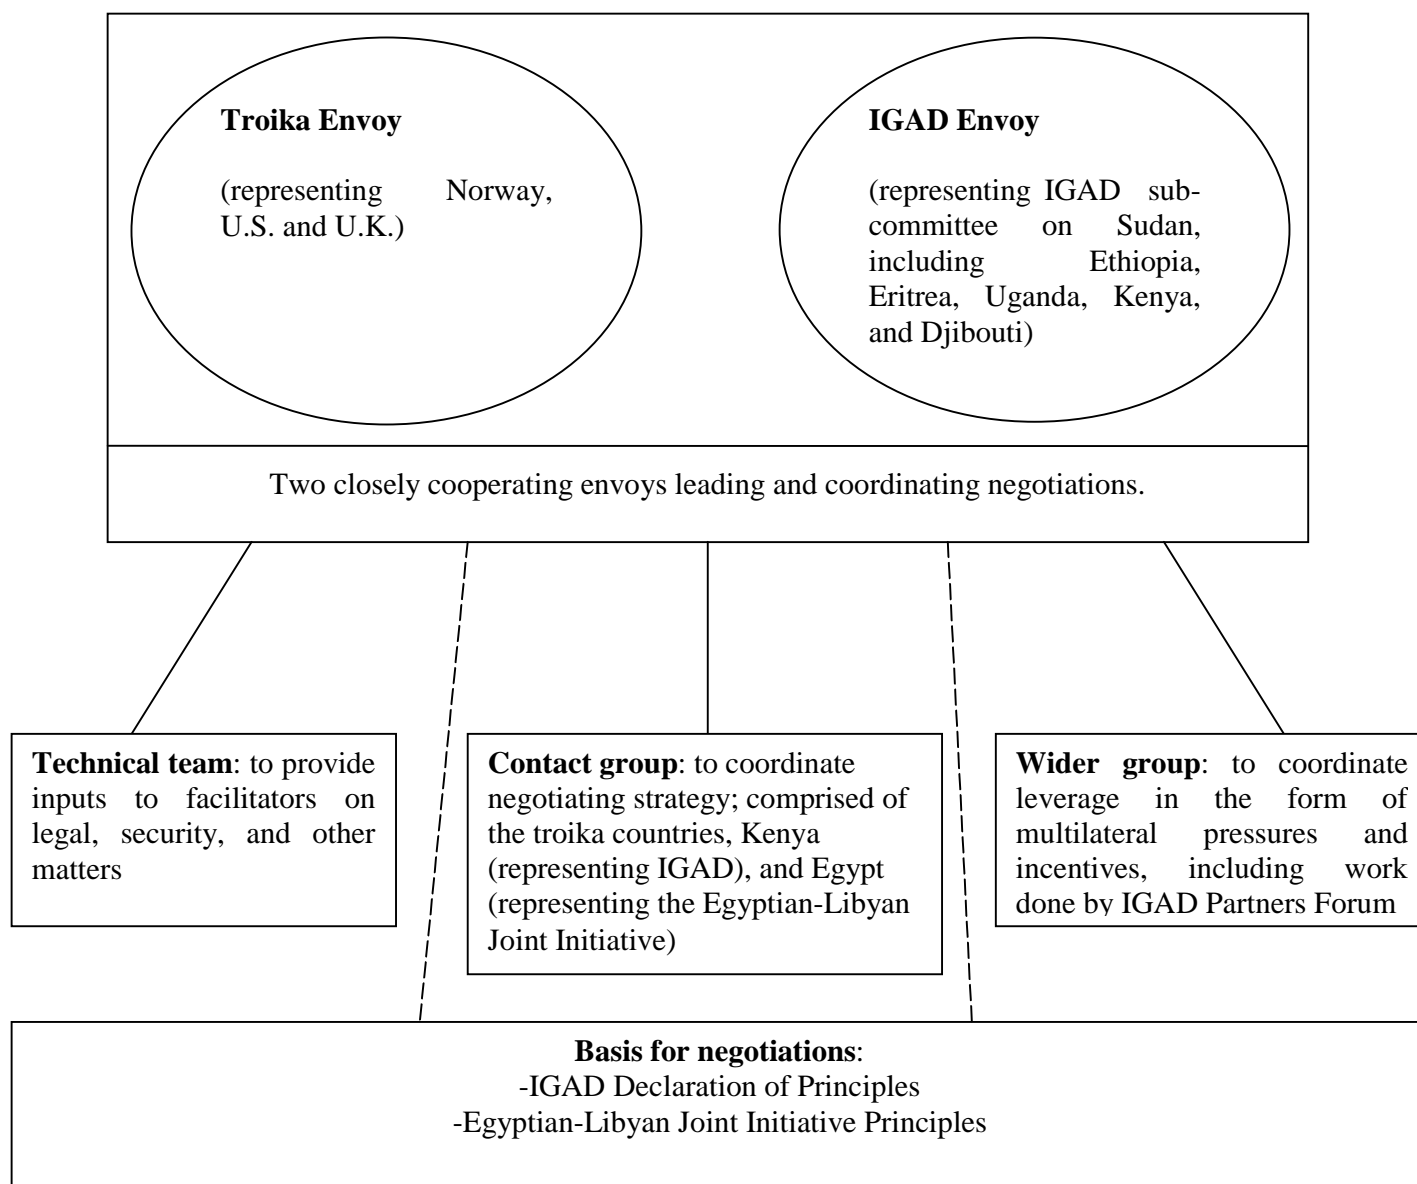 Troika Envoy
(representing Norway,
U.S. and U.K.)
IGAD Envoy
(representing IGAD sub-
committee on Sudan,
including Ethiopia,
Eritrea, Uganda, Kenya,
and Djibouti)
Two closely cooperating envoys leading and coordinating negotiations.
Technical team: to provide
inputs to facilitators on
legal, security, and other
matters
Contact group: to coordinate
negotiating strategy; comprised of
the troika countries, Kenya
(representing IGAD), and Egypt
(representing the Egyptian-Libyan
Joint Initiative)
Wider group: to coordinate
leverage in the form of
multilateral pressures and
incentives, including work
done by IGAD Partners Forum
Basis for negotiations:
-IGAD Declaration of Principles
-Egyptian-Libyan Joint Initiative Principles